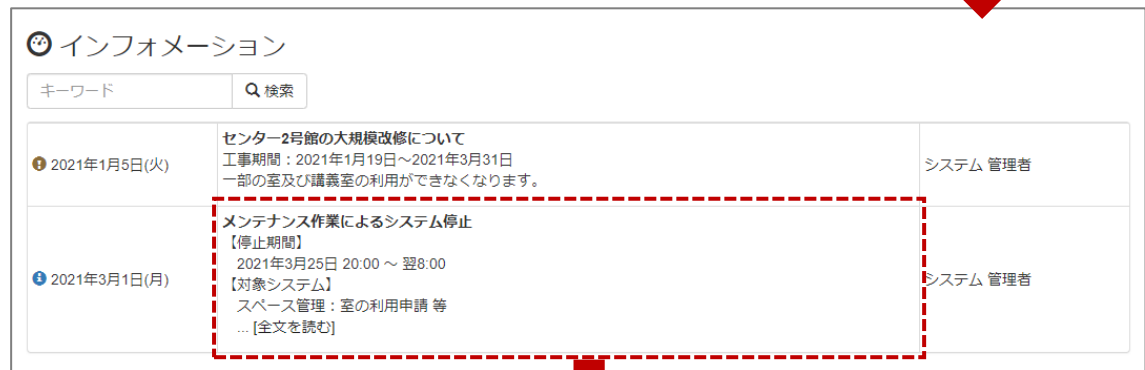 インフォメーション
キーワード
検索
2021年1月5日(火)
センター2号館の大規模改修について
工事期間：2021年1月19日～2021年3月31日
一部の室及び講義室の利用ができなくなります。
システム 管理者
2021年3月1日(月)
メンテナンス作業によるシステム停止
【停止期間】
2021年3月25日 20:00 ～ 翌8:00
【対象システム】
スペース管理：室の利用申請 等
... [全文を読む]
システム 管理者